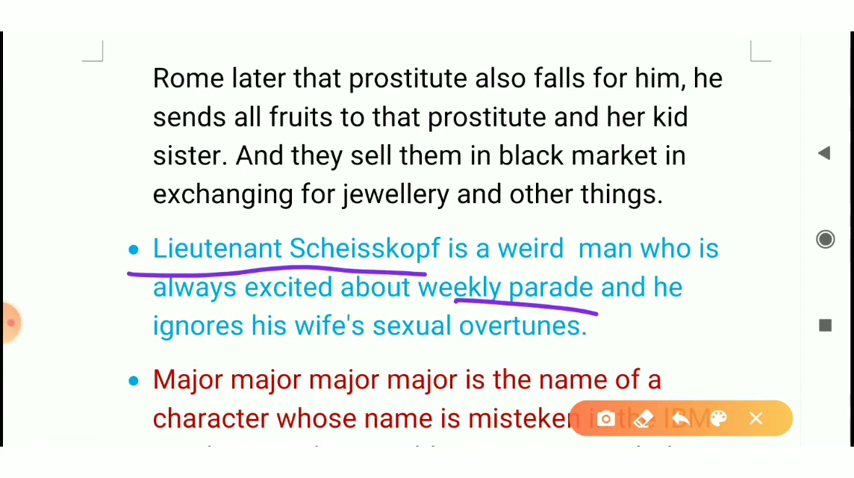 Rome later that prostitute also falls for him, he
sends all fruits to that prostitute and her kid
sister. And they sell them in black market in
exchanging for jewellery and other things.
• Lieutenant Scheisskopf is a weird man who is
always excited about weekly parade and he
ignores his wife's sexual overtunes.
• Major major major major is the name of a
character whose name is misteken in the IBM